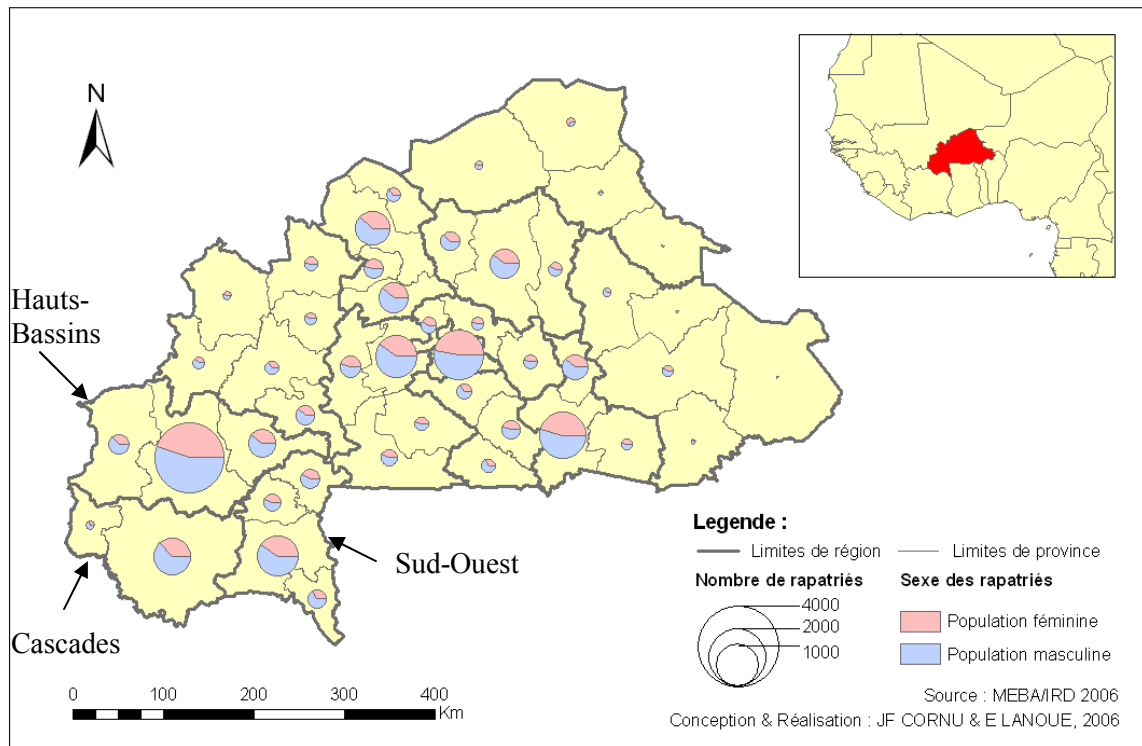 N
Hauts-
Bassins
Sud-Ouest
Cascades
0 100 200 300 400
Km
Legende :
Limites de région Limites de province
Nombre de rapatriés Sexe des rapatriés
4000
2000
1000
Population féminine
Population masculine
Source : MEBA/IRD 2006
Conception & Réalisation : JF CORNU & E LANOUE, 2006